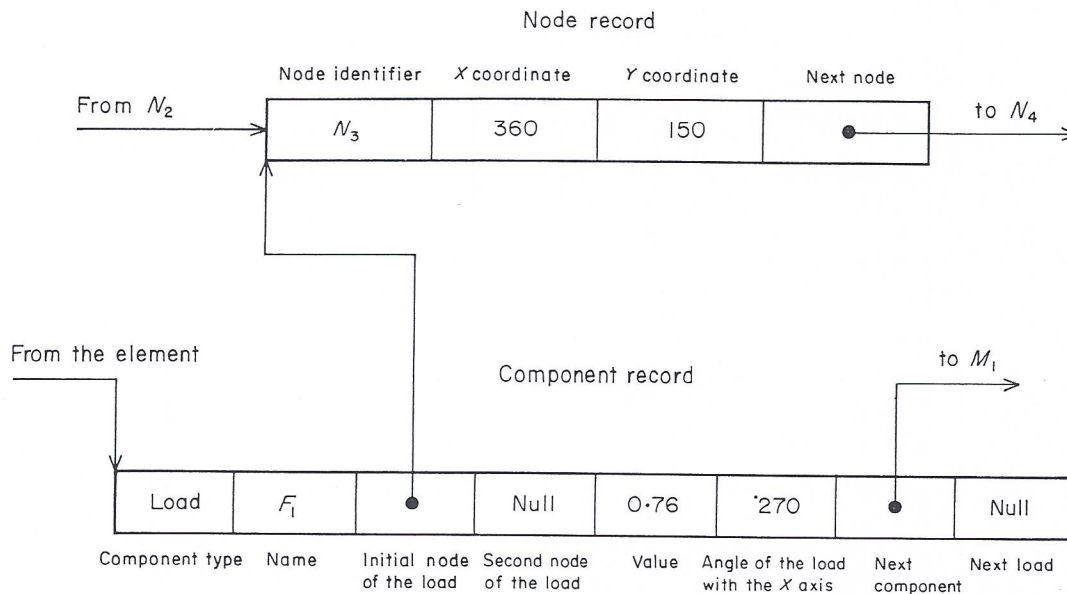 Node record
Node identifier X coordinate Y coordinate Next node
From N₂
N₃ 360 150
to N₄
From the element
Component record
to M₁
Load F₁ Null 0·76 ·270 Null
Component type Name Initial node Second node Value Angle of the load Next Next load
of the load of the load with the X axis component